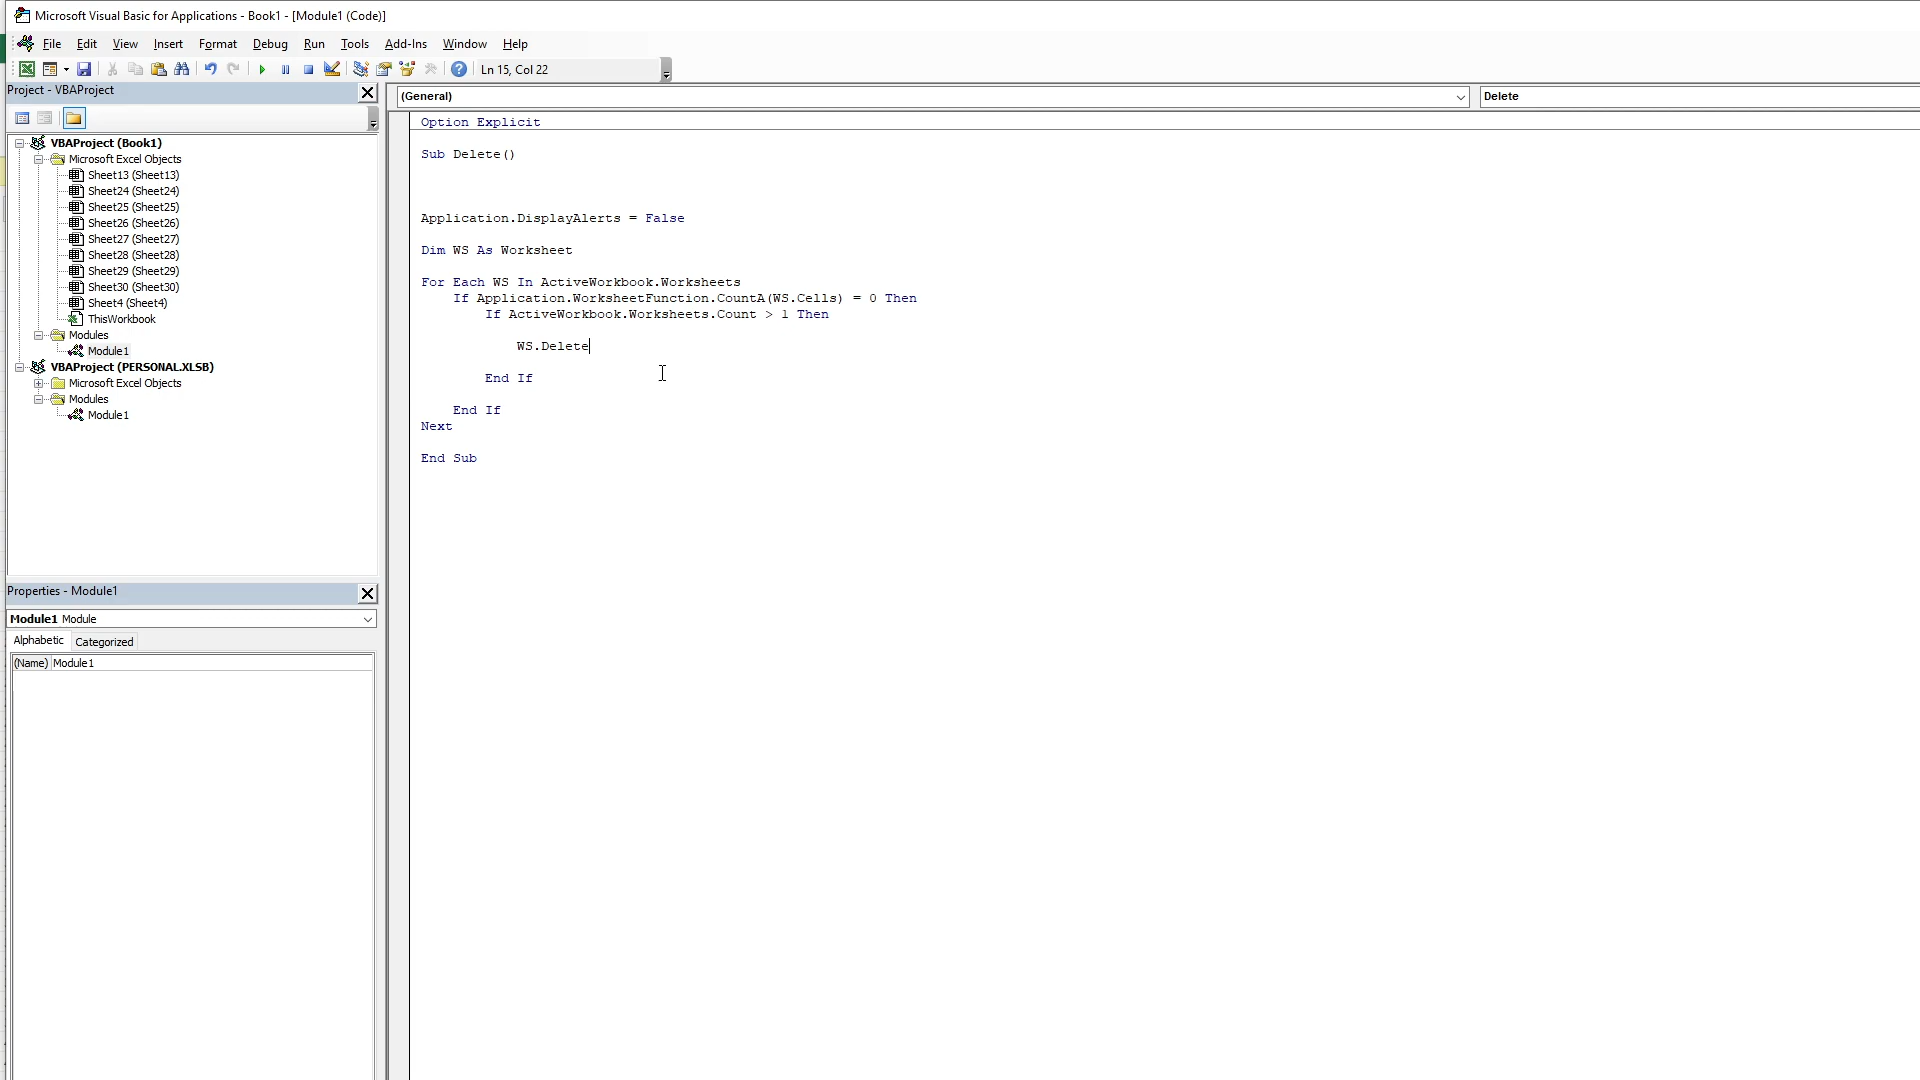 Microsoft Visual Basic for Applications - Book1 - [Module1 (Code)]
File Edit View Insert Format Debug Run Tools Add-Ins Window Help
Ln 15, Col 22
Project - VBAProject
VBAProject (Book1)
Microsoft Excel Objects
Sheet13 (Sheet13)
Sheet24 (Sheet24)
Sheet25 (Sheet25)
Sheet26 (Sheet26)
Sheet27 (Sheet27)
Sheet28 (Sheet28)
Sheet29 (Sheet29)
Sheet30 (Sheet30)
Sheet4 (Sheet4)
ThisWorkbook
Modules
Module1
VBAProject (PERSONAL.XLSB)
Microsoft Excel Objects
Modules
Module1
Properties - Module1
Module1 Module
Alphabetic Categorized
(Name) Module1
(General) Delete
Option Explicit
Sub Delete()
Application.DisplayAlerts = False
Dim WS As Worksheet
For Each WS In ActiveWorkbook.Worksheets
If Application.WorksheetFunction.CountA(WS.Cells) = 0 Then
If ActiveWorkbook.Worksheets.Count > 1 Then
WS.Delete
End If
End If
Next
End Sub